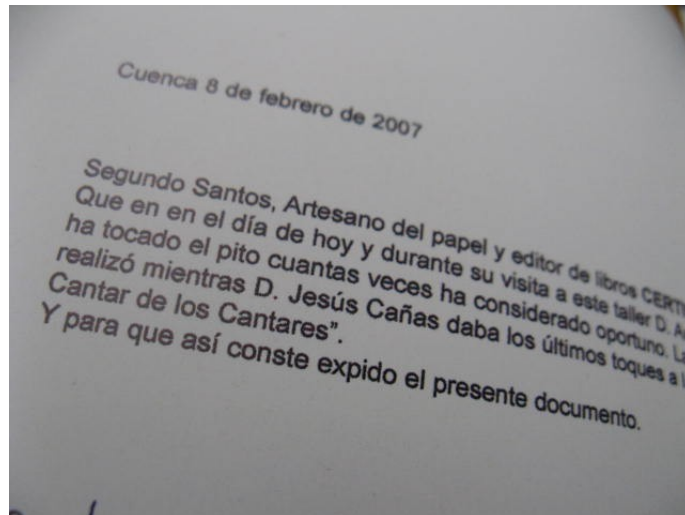 Cuenca 8 de febrero de 2007
Segundo Santos, Artesano del papel y editor de libros
Que en en el día de hoy y durante su visita a este taller D.
ha tocado el pito cuantas veces ha considerado oportuno.
realizó mientras D. Jesús Cañas daba los últimos toques a
Cantar de los Cantares".
Y para que así conste expido el presente documento.